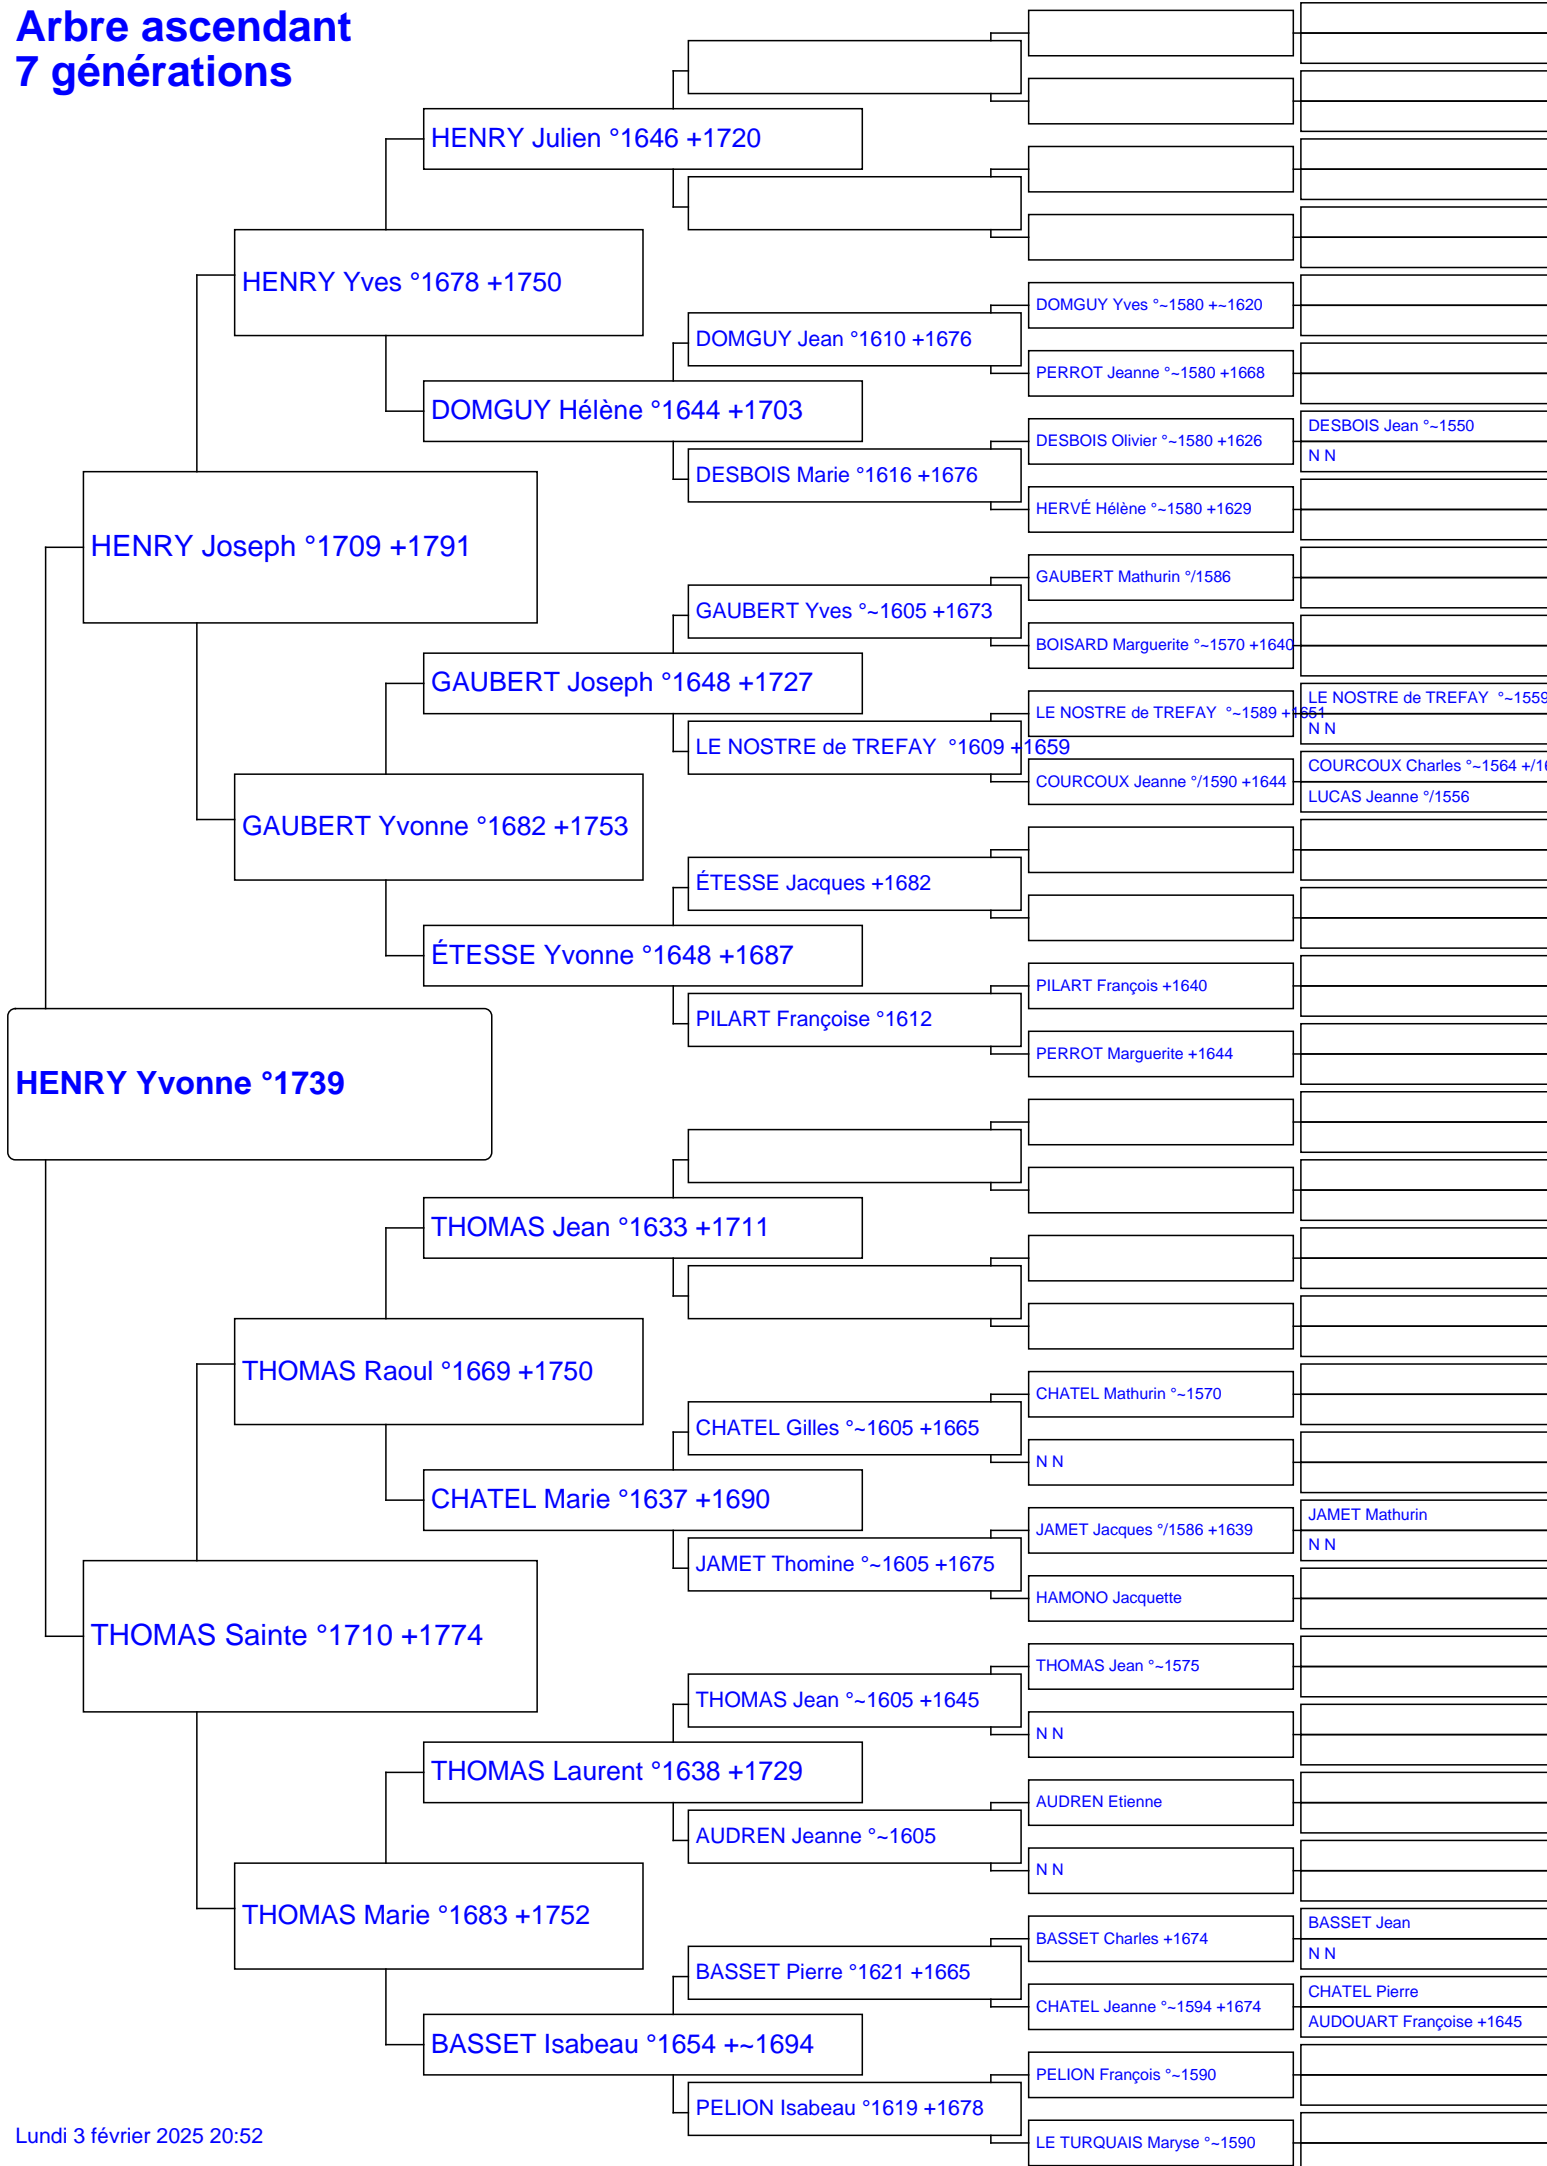 Arbre ascendant
7 générations
HENRY Julien °1646 +1720
HENRY Yves °1678 +1750
DOMGUY Yves °~1580 +~1620
DOMGUY Jean °1610 +1676
PERROT Jeanne °~1580 +1668
DOMGUY Hélène °1644 +1703
DESBOIS Jean °~1550
DESBOIS Olivier °~1580 +1626
N N
DESBOIS Marie °1616 +1676
HERVÉ Hélène °~1580 +1629
HENRY Joseph °1709 +1791
GAUBERT Mathurin °/1586
GAUBERT Yves °~1605 +1673
BOISARD Marguerite °~1570 +1640
GAUBERT Joseph °1648 +1727
LE NOSTRE de TREFAY °~1559
LE NOSTRE de TREFAY °~1589 +1651
N N
LE NOSTRE de TREFAY °1609 +1659
COURCOUX Charles °~1564 +/16
COURCOUX Jeanne °/1590 +1644
LUCAS Jeanne °/1556
GAUBERT Yvonne °1682 +1753
ÉTESSE Jacques +1682
ÉTESSE Yvonne °1648 +1687
PILART François +1640
PILART Françoise °1612
PERROT Marguerite +1644
HENRY Yvonne °1739
THOMAS Jean °1633 +1711
THOMAS Raoul °1669 +1750
CHATEL Mathurin °~1570
CHATEL Gilles °~1605 +1665
N N
CHATEL Marie °1637 +1690
JAMET Mathurin
JAMET Jacques °/1586 +1639
N N
JAMET Thomine °~1605 +1675
HAMONO Jacquette
THOMAS Sainte °1710 +1774
THOMAS Jean °~1575
THOMAS Jean °~1605 +1645
N N
THOMAS Laurent °1638 +1729
AUDREN Etienne
AUDREN Jeanne °~1605
N N
THOMAS Marie °1683 +1752
BASSET Jean
BASSET Charles +1674
N N
BASSET Pierre °1621 +1665
CHATEL Pierre
CHATEL Jeanne °~1594 +1674
AUDOUART Françoise +1645
BASSET Isabeau °1654 +~1694
PELION François °~1590
PELION Isabeau °1619 +1678
LE TURQUAIS Maryse °~1590
Lundi 3 février 2025 20:52